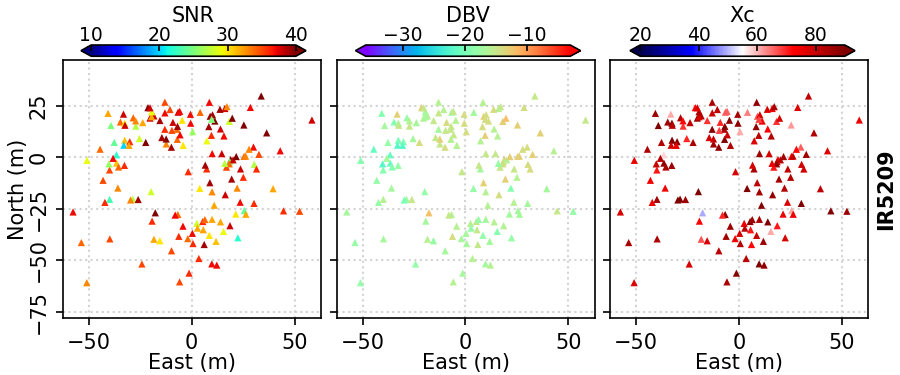 SNR DBV Xc
10 20 30 40 −30 −20 −10 20 40 60 80
25
0
−25
−50
−75
North (m)
IR5209
−50 0 50 −50 0 50 −50 0 50
East (m) East (m) East (m)